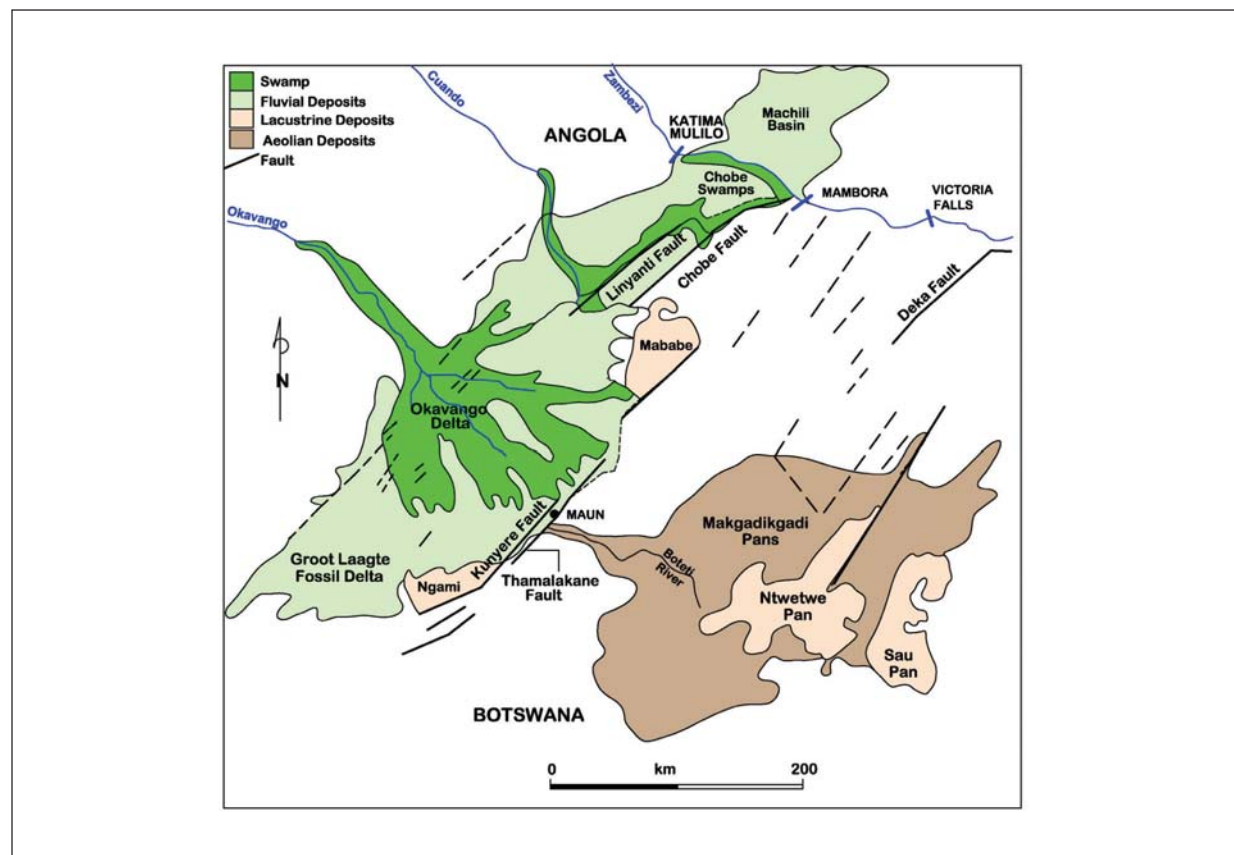 Swamp
Fluvial Deposits
Lacustrine Deposits
Aeolian Deposits
Fault
Cuando
Zambezi
Machili
Basin
KATIMA
MULILO
ANGOLA
Chobe
Swamps
MAMBORA
VICTORIA
FALLS
Okavango
Linyanti Fault
Chobe Fault
Deka Fault
N
Mababe
Okavango
Delta
MAUN
Kunyere Fault
Makgadikgadi
Pans
Groot Laagte
Fossil Delta
Ngami
Thamalakane
Fault
Boteti
River
Ntwetwe
Pan
Sau
Pan
BOTSWANA
0 km 200